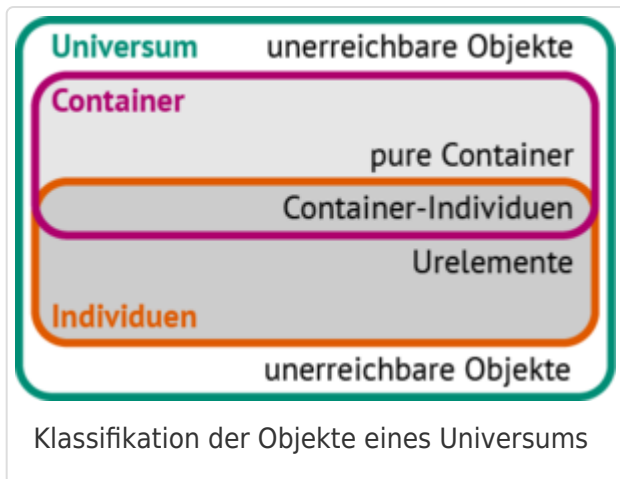 Universum unerreichbare Objekte
Container
pure Container
Container-Individuen
Urelemente
Individuen
unerreichbare Objekte
Klassifikation der Objekte eines Universums